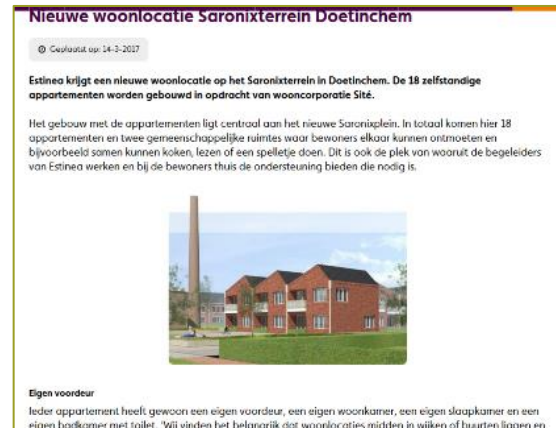 Nieuwe woonlocatie Saronixterrein Doetinchem
Geplaatst op: 14-3-2017
Estinea krijgt een nieuwe woonlocatie op het Saronixterrein in Doetinchem. De 18 zelfstandige
appartementen worden gebouwd in opdracht van wooncorporatie Sité.
Het gebouw met de appartementen ligt centraal aan het nieuwe Saronixplein. In totaal komen hier 18
appartementen en twee gemeenschappelijke ruimtes waar bewoners elkaar kunnen ontmoeten en
bijvoorbeeld samen kunnen koken, lezen of een spelletje doen. Dit is ook de plek van waaruit de begeleiders
van Estinea werken en bij de bewoners thuis de ondersteuning bieden die nodig is.
Eigen voordeur
Ieder appartement heeft gewoon een eigen voordeur, een eigen woonkamer, een eigen slaapkamer en een
eigen badkamer met toilet. 'Wij vinden het belangrijk dat woonlocaties midden in wijken of buurten liggen en